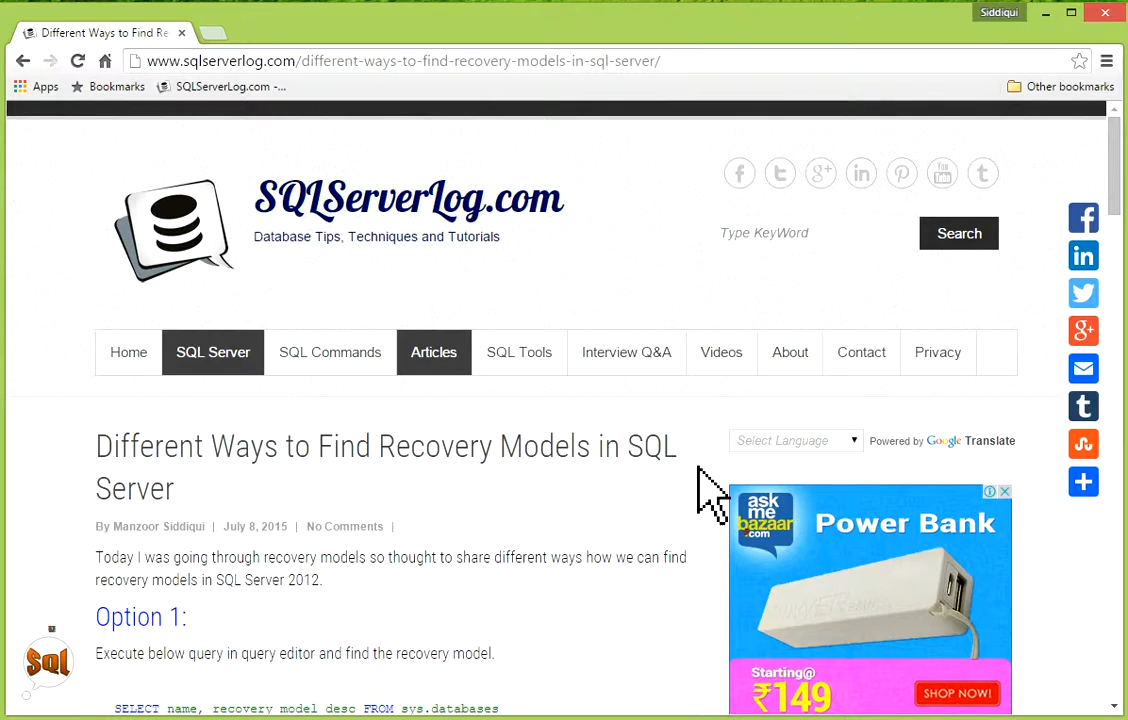 Siddiqui
Different Ways to Find Re
www.sqlserverlog.com/different-ways-to-find-recovery-models-in-sql-server/
Apps Bookmarks SQLServerLog.com -... Other bookmarks
SQLServerLog.com
Database Tips, Techniques and Tutorials
Type KeyWord Search
Home SQL Server SQL Commands Articles SQL Tools Interview Q&A Videos About Contact Privacy
Different Ways to Find Recovery Models in SQL
Server
Select Language Powered by Google Translate
By Manzoor Siddiqui | July 8, 2015 | No Comments |
Today I was going through recovery models so thought to share different ways how we can find
recovery models in SQL Server 2012.
Option 1:
Execute below query in query editor and find the recovery model.
SELECT name, recovery_model_desc FROM sys.databases
Sql
ask
me
bazaar
.com
Power Bank
Starting@
₹149
SHOP NOW!